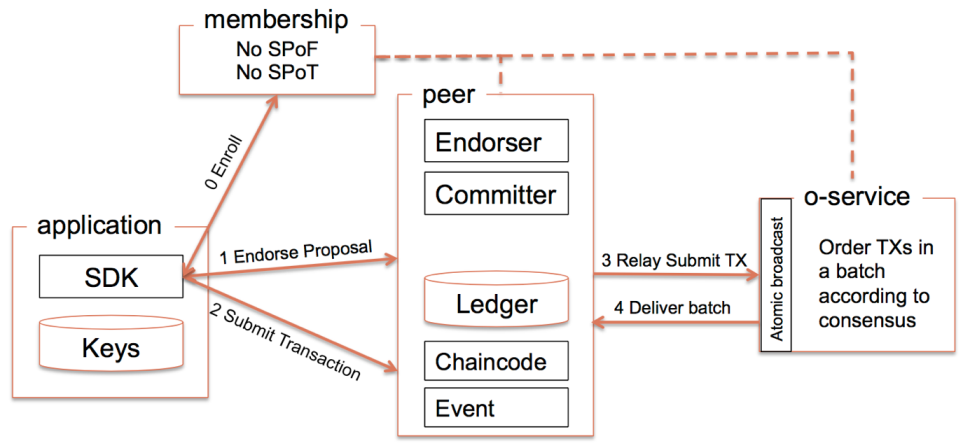 membership
No SPoF
No SPoT
peer
Endorser
Committer
0 Enroll
o-service
application
SDK
Keys
1 Endorse Proposal
2 Submit Transaction
Ledger
Chaincode
Event
3 Relay Submit TX
4 Deliver batch
Atomic broadcast
Order TXs in
a batch
according to
consensus